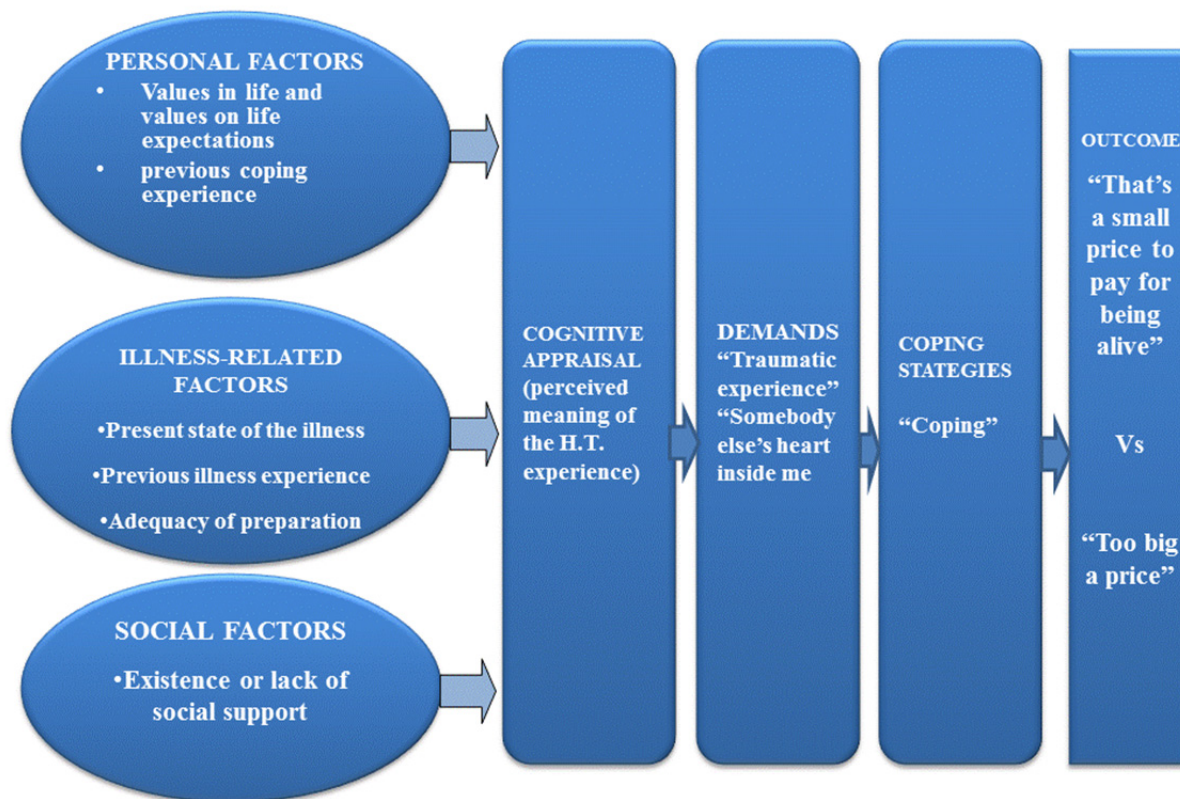 PERSONAL FACTORS
• Values in life and
values on life
expectations
• previous coping
experience
ILLNESS-RELATED
FACTORS
•Present state of the illness
•Previous illness experience
•Adequacy of preparation
SOCIAL FACTORS
•Existence or lack of
social support
COGNITIVE
APPRAISAL
(perceived
meaning of
the H.T.
experience)
DEMANDS
“Traumatic
experience”
“Somebody
else’s heart
inside me
COPING
STATEGIES
“Coping”
OUTCOME
“That’s
a small
price to
pay for
being
alive”
Vs
“Too big
a price”